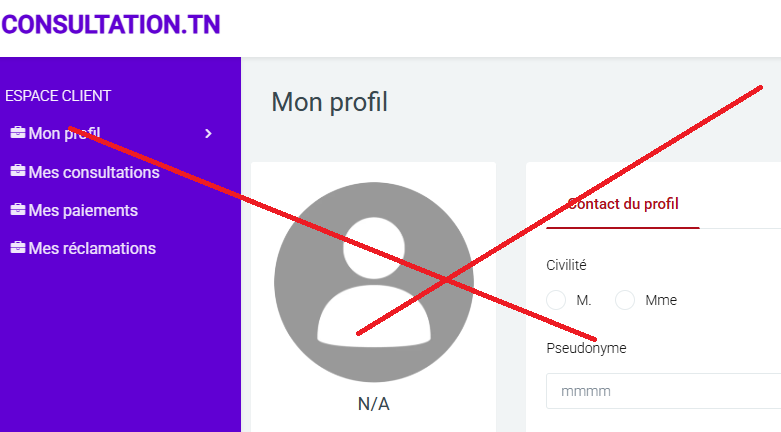 CONSULTATION.TN
ESPACE CLIENT
Mon profil
Mes consultations
Mes paiements
Mes réclamations
Mon profil
N/A
Contact du profil
Civilité
M. Mme
Pseudonyme
mmmm